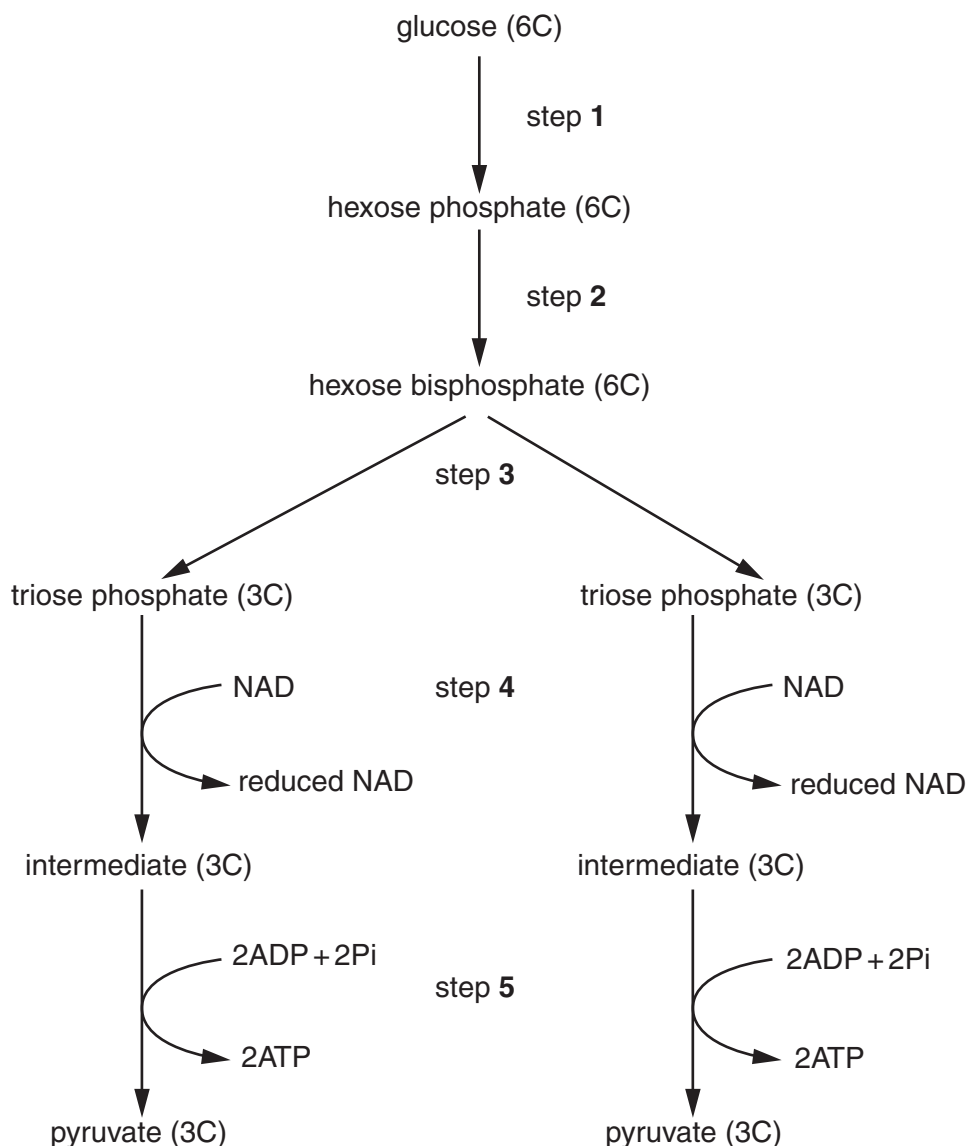 glucose (6C)
step 1
hexose phosphate (6C)
step 2
hexose bisphosphate (6C)
step 3
triose phosphate (3C) triose phosphate (3C)
NAD step 4 NAD
reduced NAD reduced NAD
intermediate (3C) intermediate (3C)
2ADP + 2Pi 2ADP + 2Pi
step 5
2ATP 2ATP
pyruvate (3C) pyruvate (3C)